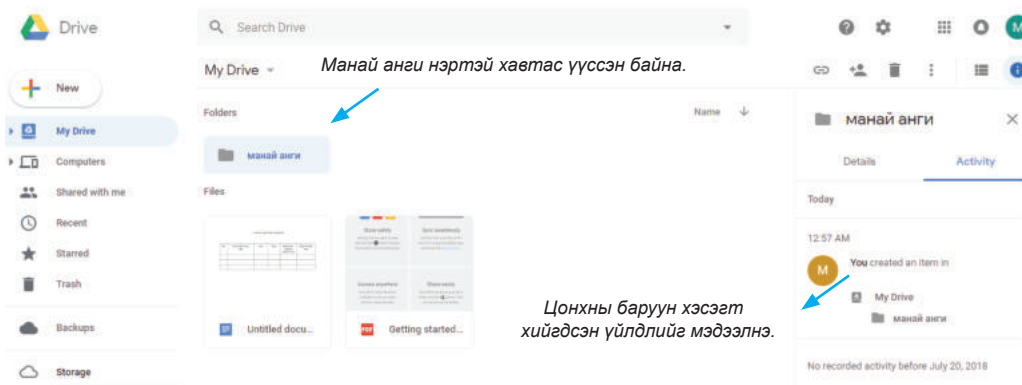 Drive
Search Drive
My Drive
Манай анги нэртэй хавтас үүссэн байна.
New
Folders
Name
манай анги
My Drive
манай анги
Details
Activity
Computers
Shared with me
Files
Today
Recent
12:57 AM
Starred
M
You created an item in
Trash
My Drive
манай анги
Цонхны баруун хэсэгт
хийгдсэн үйлдлийг мэдээлнэ.
Backups
Untitled docu...
PDF
Getting started...
Storage
No recorded activity before July 20, 2018